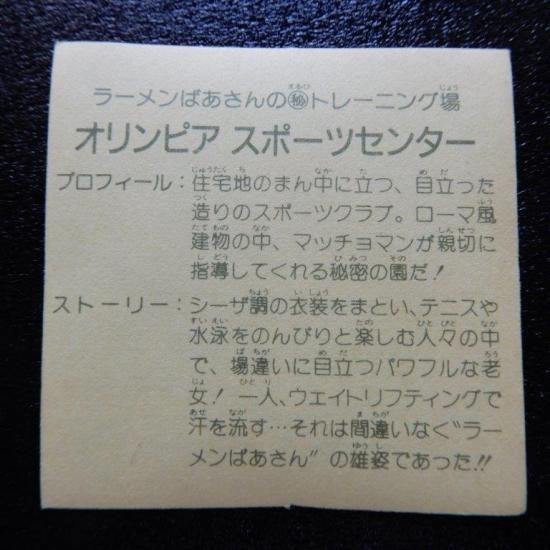 ラーメンばあさんの㊙トレーニング場
オリンピア スポーツセンター
プロフィール：住宅地のまん中に立つ、目立った
造りのスポーツクラブ。ローマ風
建物の中、マッチョマンが親切に
指導してくれる秘密の園だ！
ストーリー：シーザ調の衣装をまとい、テニスや
水泳をのんびりと楽しむ人々の中
で、場違いに目立つパワフルな老
女！一人、ウェイトリフティングで
汗を流す…それは間違いなく“ラー
メンばあさん”の雄姿であった!!